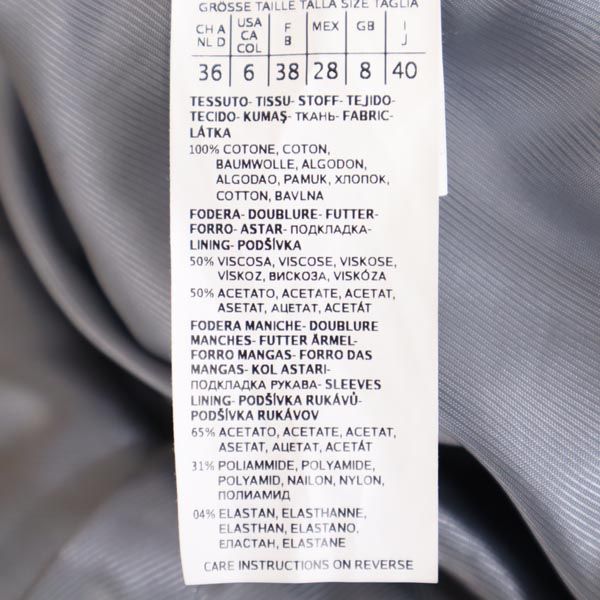 GRÖSSE TAILLE TALLA SIZE TAGLIA
CH A NL D USA CA COL F B MEX GB I J
36 6 38 28 8 40
TESSUTO- TISSU- STOFF- TEJIDO-
TECIDO- KUMAŞ- ТКАНЬ- FABRIC-
LÁTKA
100% COTONE, COTON,
BAUMWOLLE, ALGODON,
ALGODAO, PAMUK, ХЛОПОК,
COTTON, BAVLNA
FODERA- DOUBLURE- FUTTER-
FORRO- ASTAR- ПОДКЛАДКА-
LINING- PODŠÍVKA
50% VISCOSA, VISCOSE, VISKOSE,
VİSKOZ, ВИСКОЗА, VISKÓZA
50% ACETATO, ACETATE, ACETAT,
ASETAT, АЦЕТАТ, ACETÁT
FODERA MANICHE- DOUBLURE
MANCHES- FUTTER ÄRMEL-
FORRO MANGAS- FORRO DAS
MANGAS- KOL ASTARI-
ПОДКЛАДКА РУКАВА- SLEEVES
LINING- PODŠÍVKA RUKÁVŮ-
PODŠÍVKA RUKÁVOV
65% ACETATO, ACETATE, ACETAT,
ASETAT, АЦЕТАТ, ACETÁT
31% POLIAMMIDE, POLYAMIDE,
POLYAMID, NAILON, NYLON,
ПОЛИАМИД
04% ELASTAN, ELASTHANNE,
ELASTHAN, ELASTANO,
ЕЛАСТАН, ELASTANE
CARE INSTRUCTIONS ON REVERSE